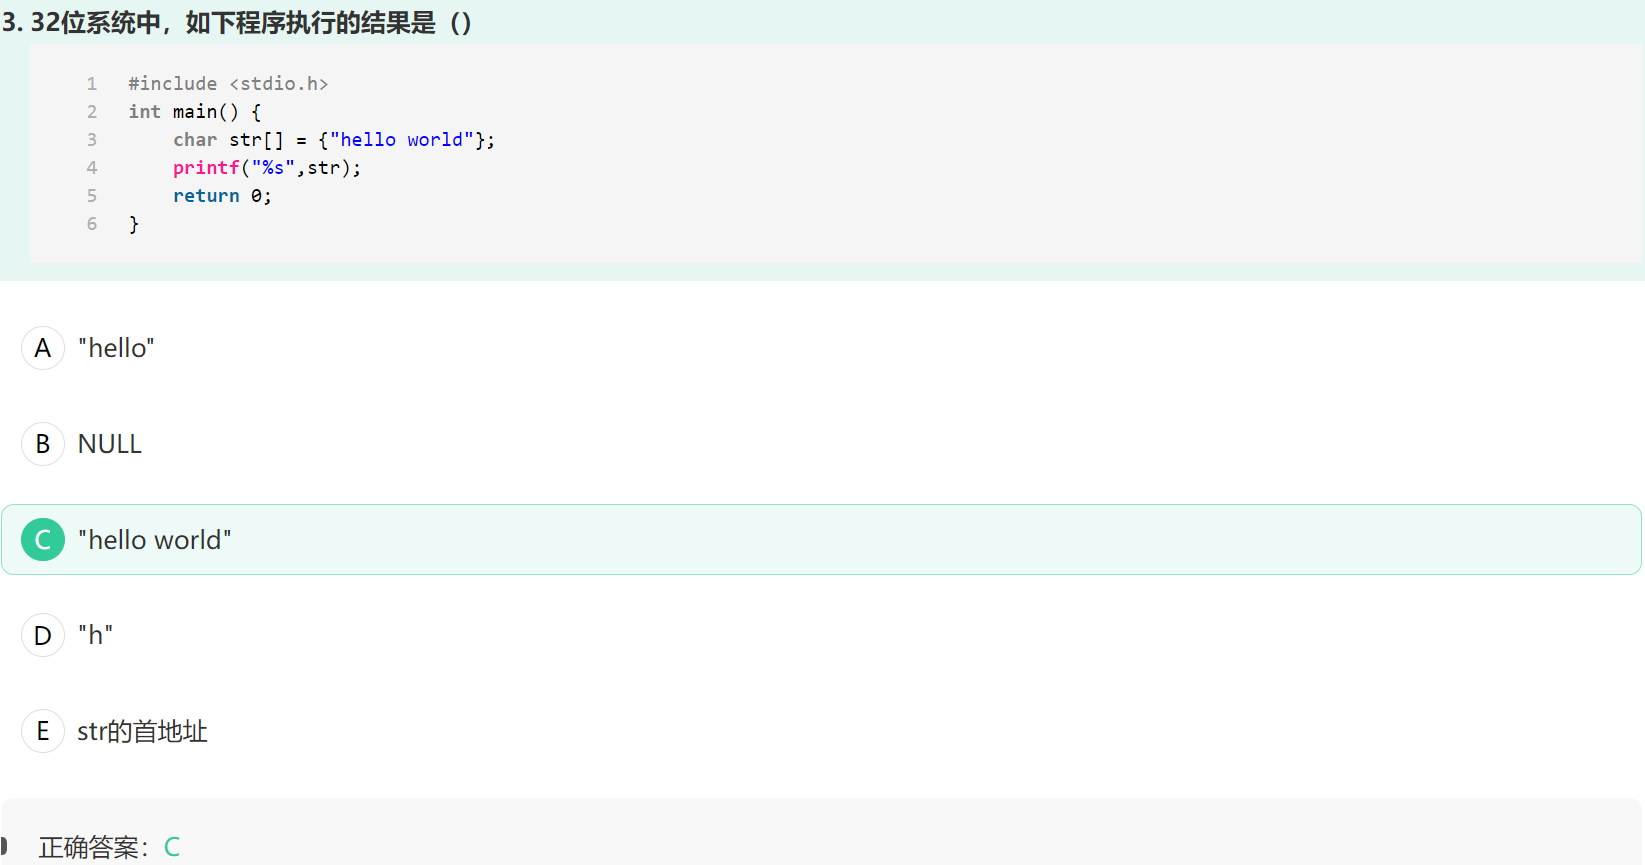 3. 32位系统中，如下程序执行的结果是（）
1 #include <stdio.h>
2 int main() {
3     char str[] = {"hello world"};
4     printf("%s",str);
5     return 0;
6 }
A "hello"
B NULL
C "hello world"
D "h"
E str的首地址
正确答案：C